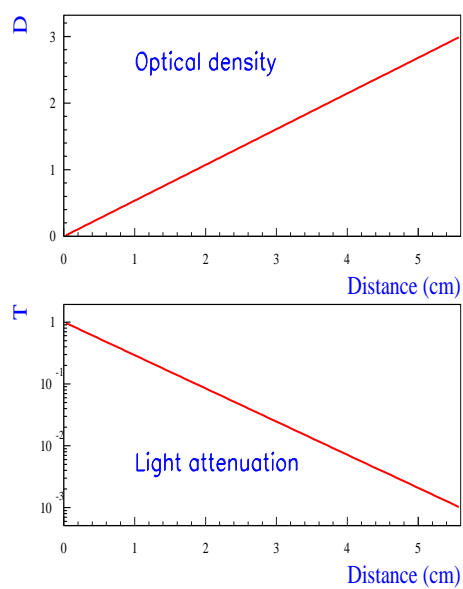 D
3
Optical density
2
1
0
0 1 2 3 4 5
Distance (cm)
T
1
10 -1
10 -2
Light attenuation
10 -3
0 1 2 3 4 5
Distance (cm)